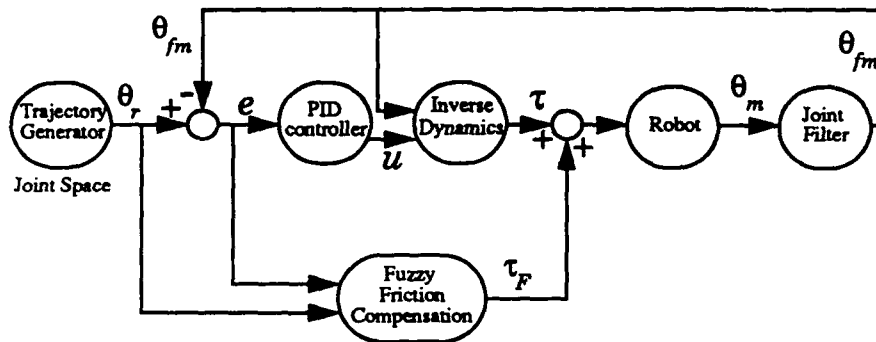 θfm
θfm
Trajectory
Generator
θr
+
-
e
PID
controller
u
Inverse
Dynamics
τ
+
+
Robot
θm
Joint
Filter
Joint Space
Fuzzy
Friction
Compensation
τF